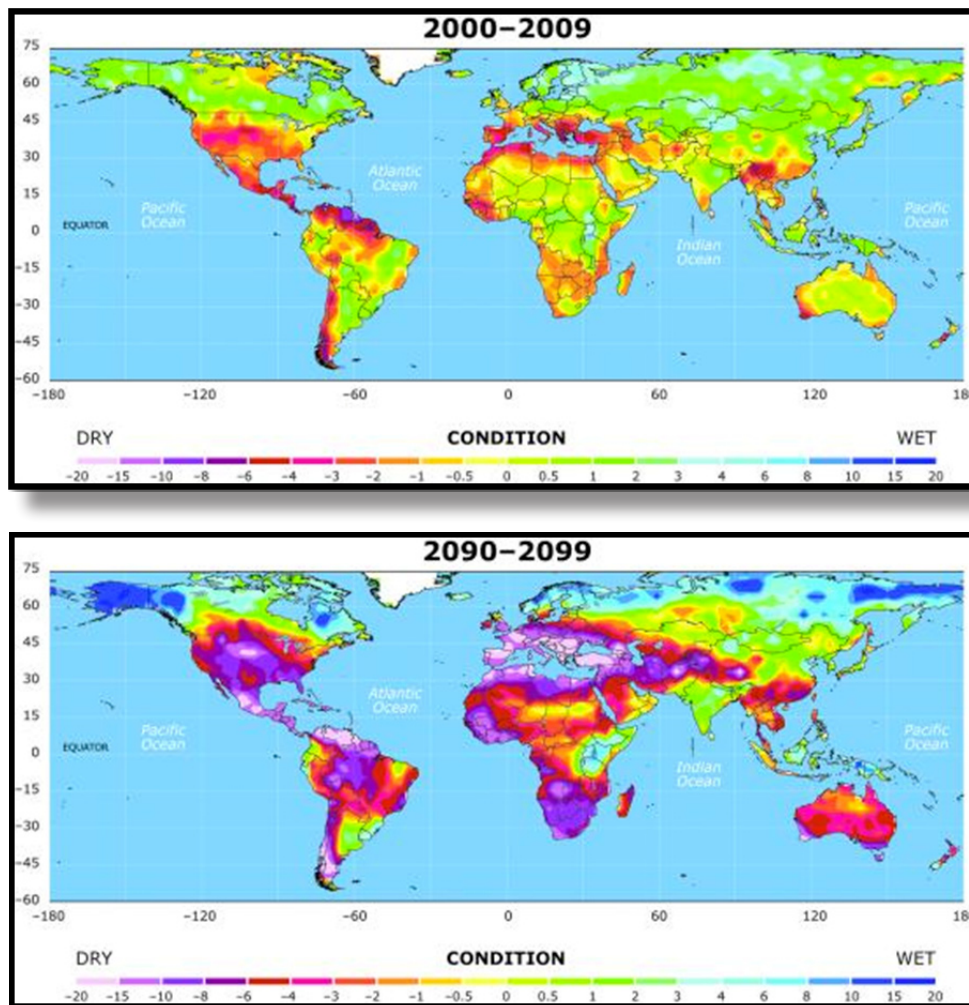 2000–2009
75
60
45
30
15
0
–15
–30
–45
–60
Atlantic
Ocean
Pacific
Ocean
EQUATOR
Indian
Ocean
Pacific
Ocean
–180 –120 –60 0 60 120 18
DRY CONDITION WET
–20 –15 –10 –8 –6 –4 –3 –2 –1 –0.5 0 0.5 1 2 3 4 6 8 10 15 20
2090–2099
75
60
45
30
15
0
–15
–30
–45
–60
Atlantic
Ocean
Pacific
Ocean
EQUATOR
Indian
Ocean
Pacific
Ocean
–180 –120 –60 0 60 120 18
DRY CONDITION WET
–20 –15 –10 –8 –6 –4 –3 –2 –1 –0.5 0 0.5 1 2 3 4 6 8 10 15 20